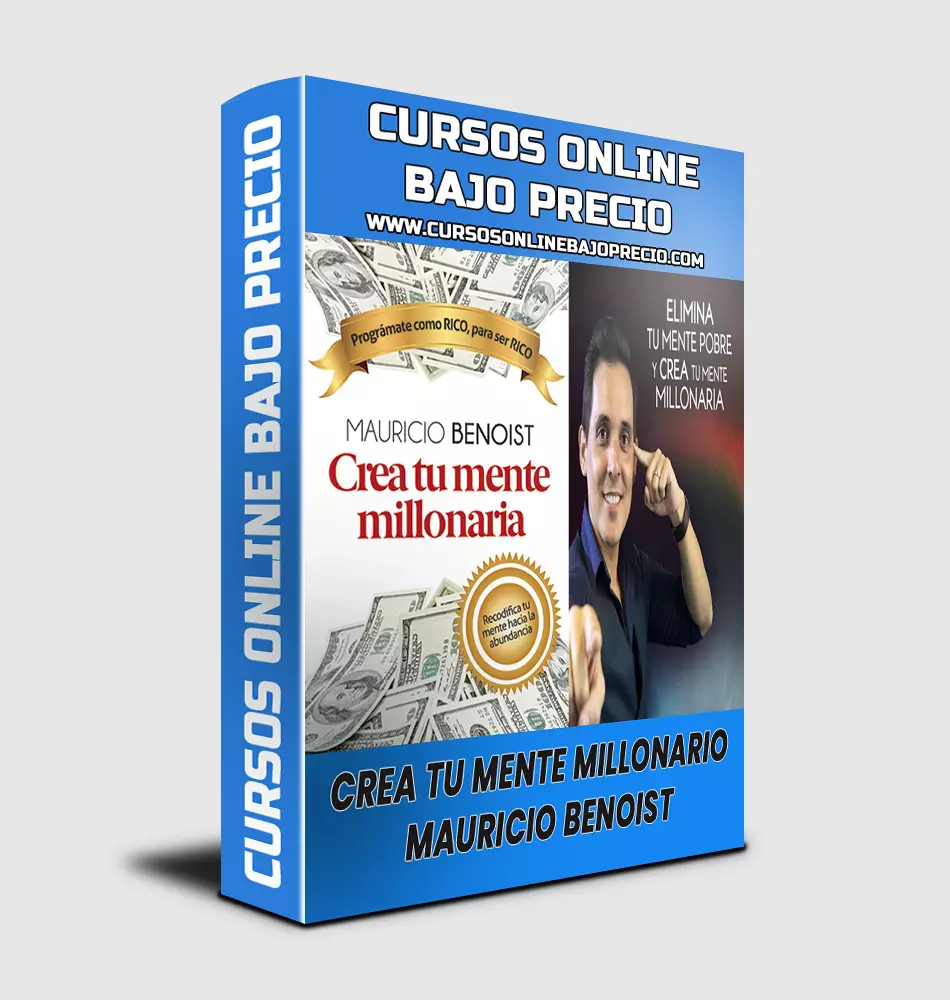 CURSOS ONLINE BAJO PRECIO
CURSOS ONLINE
BAJO PRECIO
WWW.CURSOSONLINEBAJOPRECIO.COM
Prográmate como RICO, para ser RICO
MAURICIO BENOIST
Crea tu mente
millonaria
Recodifica tu
mente hacia la
abundancia
ELIMINA
TU MENTE POBRE
Y CREA TU MENTE
MILLONARIA
CREA TU MENTE MILLONARIO
MAURICIO BENOIST